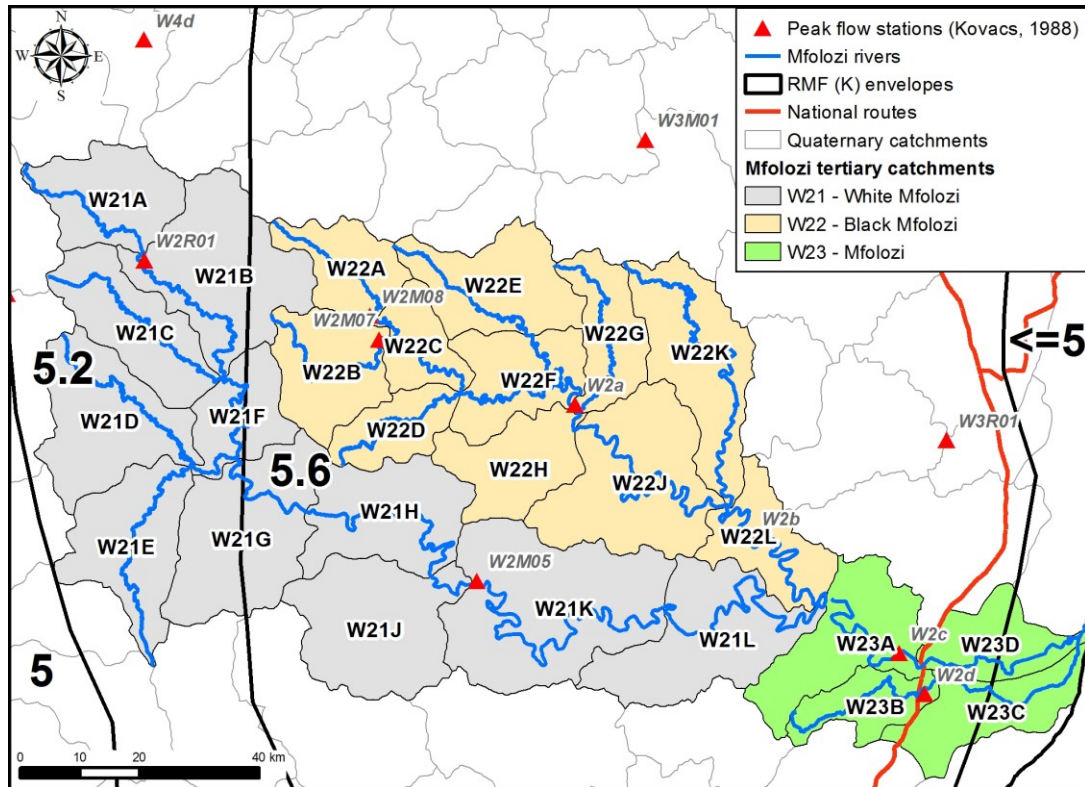 W4d
N
W E
S
W3M01
Peak flow stations (Kovacs, 1988)
Mfolozi rivers
RMF (K) envelopes
National routes
Quaternary catchments
Mfolozi tertiary catchments
W21 - White Mfolozi
W22 - Black Mfolozi
W23 - Mfolozi
W21A
W2R01
W21B
W22A
W22E
W2M08
W2M07
W22C
W22G
W22K
W21C
W22B
W22F
<=5
5.2
W2a
W21D
W21F
W22D
W3R01
5.6
W22H
W22J
W21H
W2b
W22L
W21E
W21G
W2M05
W21K
W21J
W21L
W2c
W23A
W23D
5
W2d
W23B
W23C
0 10 20 40 km